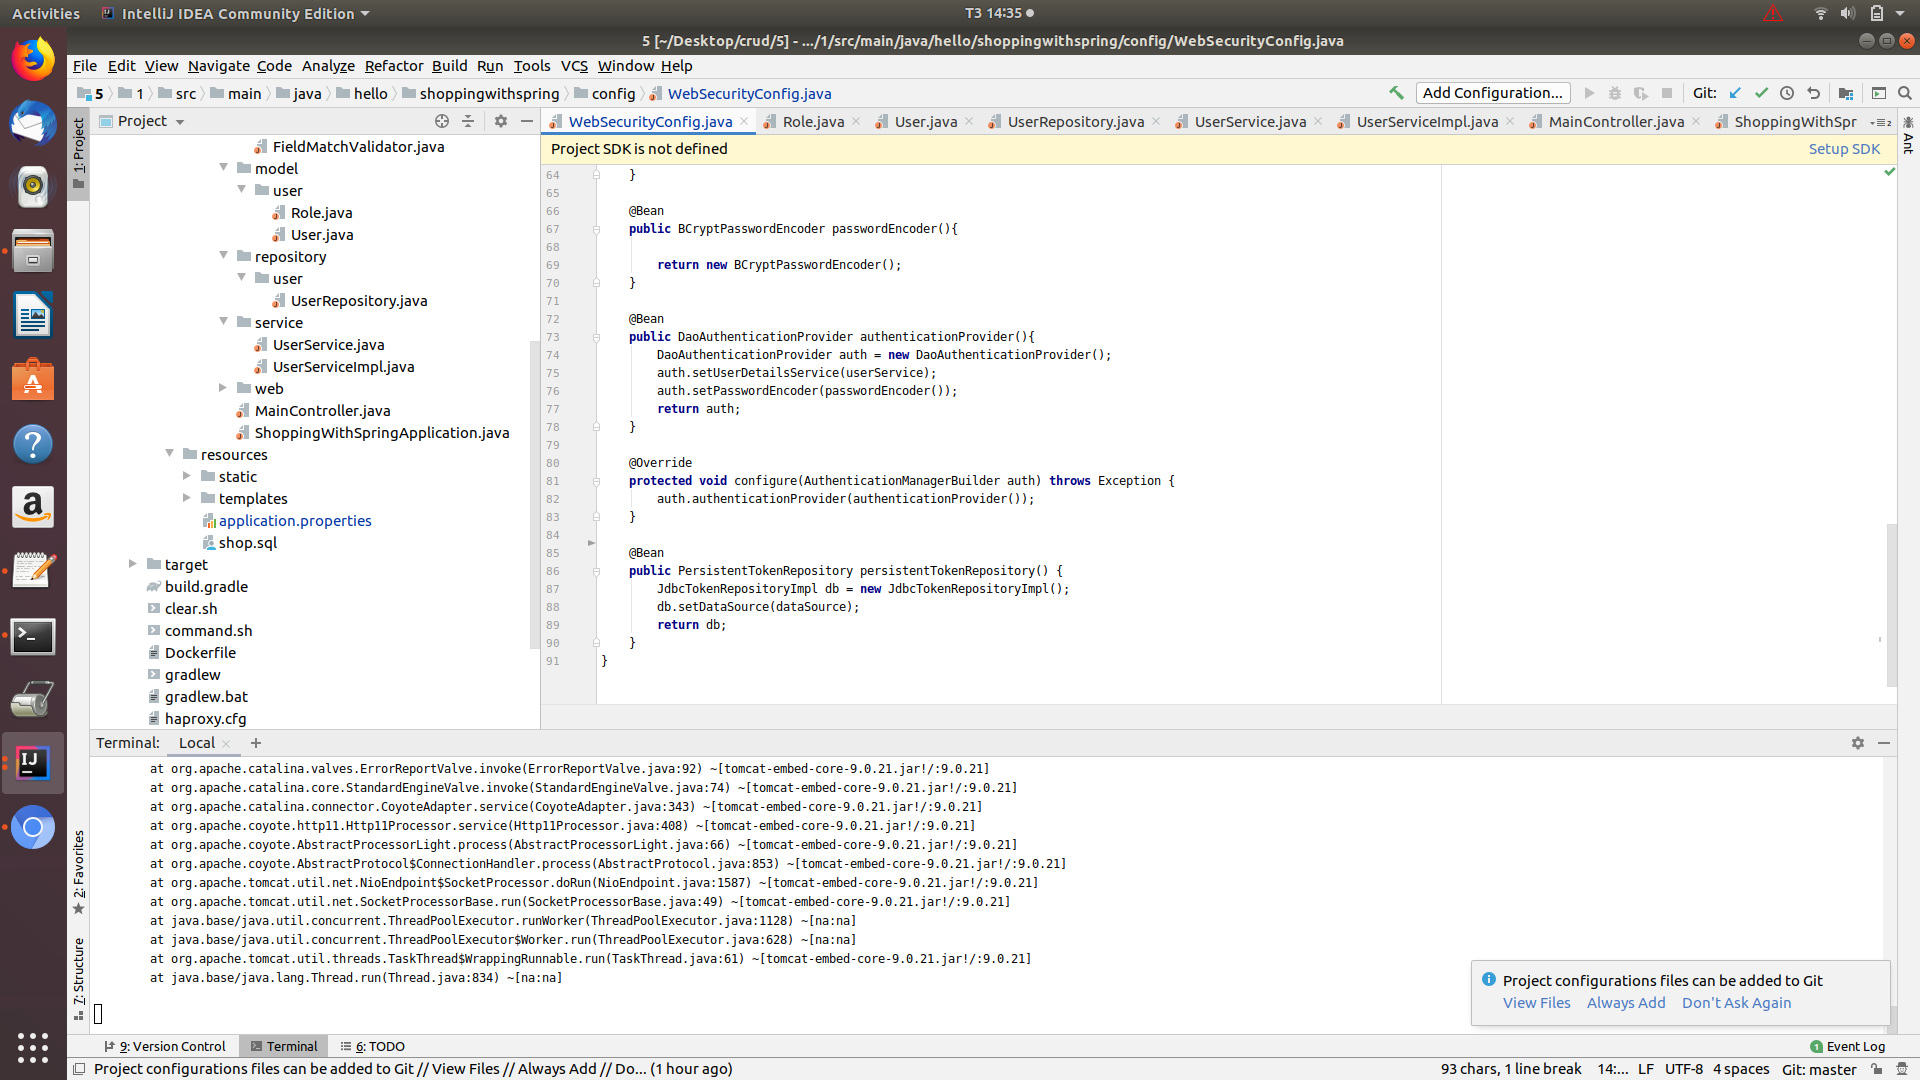 Activities
IntelliJ IDEA Community Edition
T3 14:35
5 [~/Desktop/crud/5] - .../1/src/main/java/hello/shoppingwithspring/config/WebSecurityConfig.java
File Edit View Navigate Code Analyze Refactor Build Run Tools VCS Window Help
5 1 src main java hello shoppingwithspring config WebSecurityConfig.java
Add Configuration...
Git:
Project
WebSecurityConfig.java Role.java User.java UserRepository.java UserService.java UserServiceImpl.java MainController.java ShoppingWithSpr
1: Project
Ant
Project SDK is not defined
Setup SDK
FieldMatchValidator.java
model
user
Role.java
User.java
repository
user
UserRepository.java
service
UserService.java
UserServiceImpl.java
web
MainController.java
ShoppingWithSpringApplication.java
resources
static
templates
application.properties
shop.sql
target
build.gradle
clear.sh
command.sh
Dockerfile
gradlew
gradlew.bat
haproxy.cfg
64 }
65
66 @Bean
67 public BCryptPasswordEncoder passwordEncoder(){
68
69 return new BCryptPasswordEncoder();
70 }
71
72 @Bean
73 public DaoAuthenticationProvider authenticationProvider(){
74 DaoAuthenticationProvider auth = new DaoAuthenticationProvider();
75 auth.setUserDetailsService(userService);
76 auth.setPasswordEncoder(passwordEncoder());
77 return auth;
78 }
79
80 @Override
81 protected void configure(AuthenticationManagerBuilder auth) throws Exception {
82 auth.authenticationProvider(authenticationProvider());
83 }
84
85 @Bean
86 public PersistentTokenRepository persistentTokenRepository() {
87 JdbcTokenRepositoryImpl db = new JdbcTokenRepositoryImpl();
88 db.setDataSource(dataSource);
89 return db;
90 }
91 }
Terminal: Local
at org.apache.catalina.valves.ErrorReportValve.invoke(ErrorReportValve.java:92) ~[tomcat-embed-core-9.0.21.jar!/:9.0.21]
at org.apache.catalina.core.StandardEngineValve.invoke(StandardEngineValve.java:74) ~[tomcat-embed-core-9.0.21.jar!/:9.0.21]
at org.apache.catalina.connector.CoyoteAdapter.service(CoyoteAdapter.java:343) ~[tomcat-embed-core-9.0.21.jar!/:9.0.21]
at org.apache.coyote.http11.Http11Processor.service(Http11Processor.java:408) ~[tomcat-embed-core-9.0.21.jar!/:9.0.21]
at org.apache.coyote.AbstractProcessorLight.process(AbstractProcessorLight.java:66) ~[tomcat-embed-core-9.0.21.jar!/:9.0.21]
at org.apache.coyote.AbstractProtocol$ConnectionHandler.process(AbstractProtocol.java:853) ~[tomcat-embed-core-9.0.21.jar!/:9.0.21]
at org.apache.tomcat.util.net.NioEndpoint$SocketProcessor.doRun(NioEndpoint.java:1587) ~[tomcat-embed-core-9.0.21.jar!/:9.0.21]
at org.apache.tomcat.util.net.SocketProcessorBase.run(SocketProcessorBase.java:49) ~[tomcat-embed-core-9.0.21.jar!/:9.0.21]
at java.base/java.util.concurrent.ThreadPoolExecutor.runWorker(ThreadPoolExecutor.java:1128) ~[na:na]
at java.base/java.util.concurrent.ThreadPoolExecutor$Worker.run(ThreadPoolExecutor.java:628) ~[na:na]
at org.apache.tomcat.util.threads.TaskThread$WrappingRunnable.run(TaskThread.java:61) ~[tomcat-embed-core-9.0.21.jar!/:9.0.21]
at java.base/java.lang.Thread.run(Thread.java:834) ~[na:na]
2: Favorites
7: Structure
Project configurations files can be added to Git
View Files Always Add Don't Ask Again
9: Version Control Terminal 6: TODO
1 Event Log
Project configurations files can be added to Git // View Files // Always Add // Do... (1 hour ago)
93 chars, 1 line break 14:... LF UTF-8 4 spaces Git: master